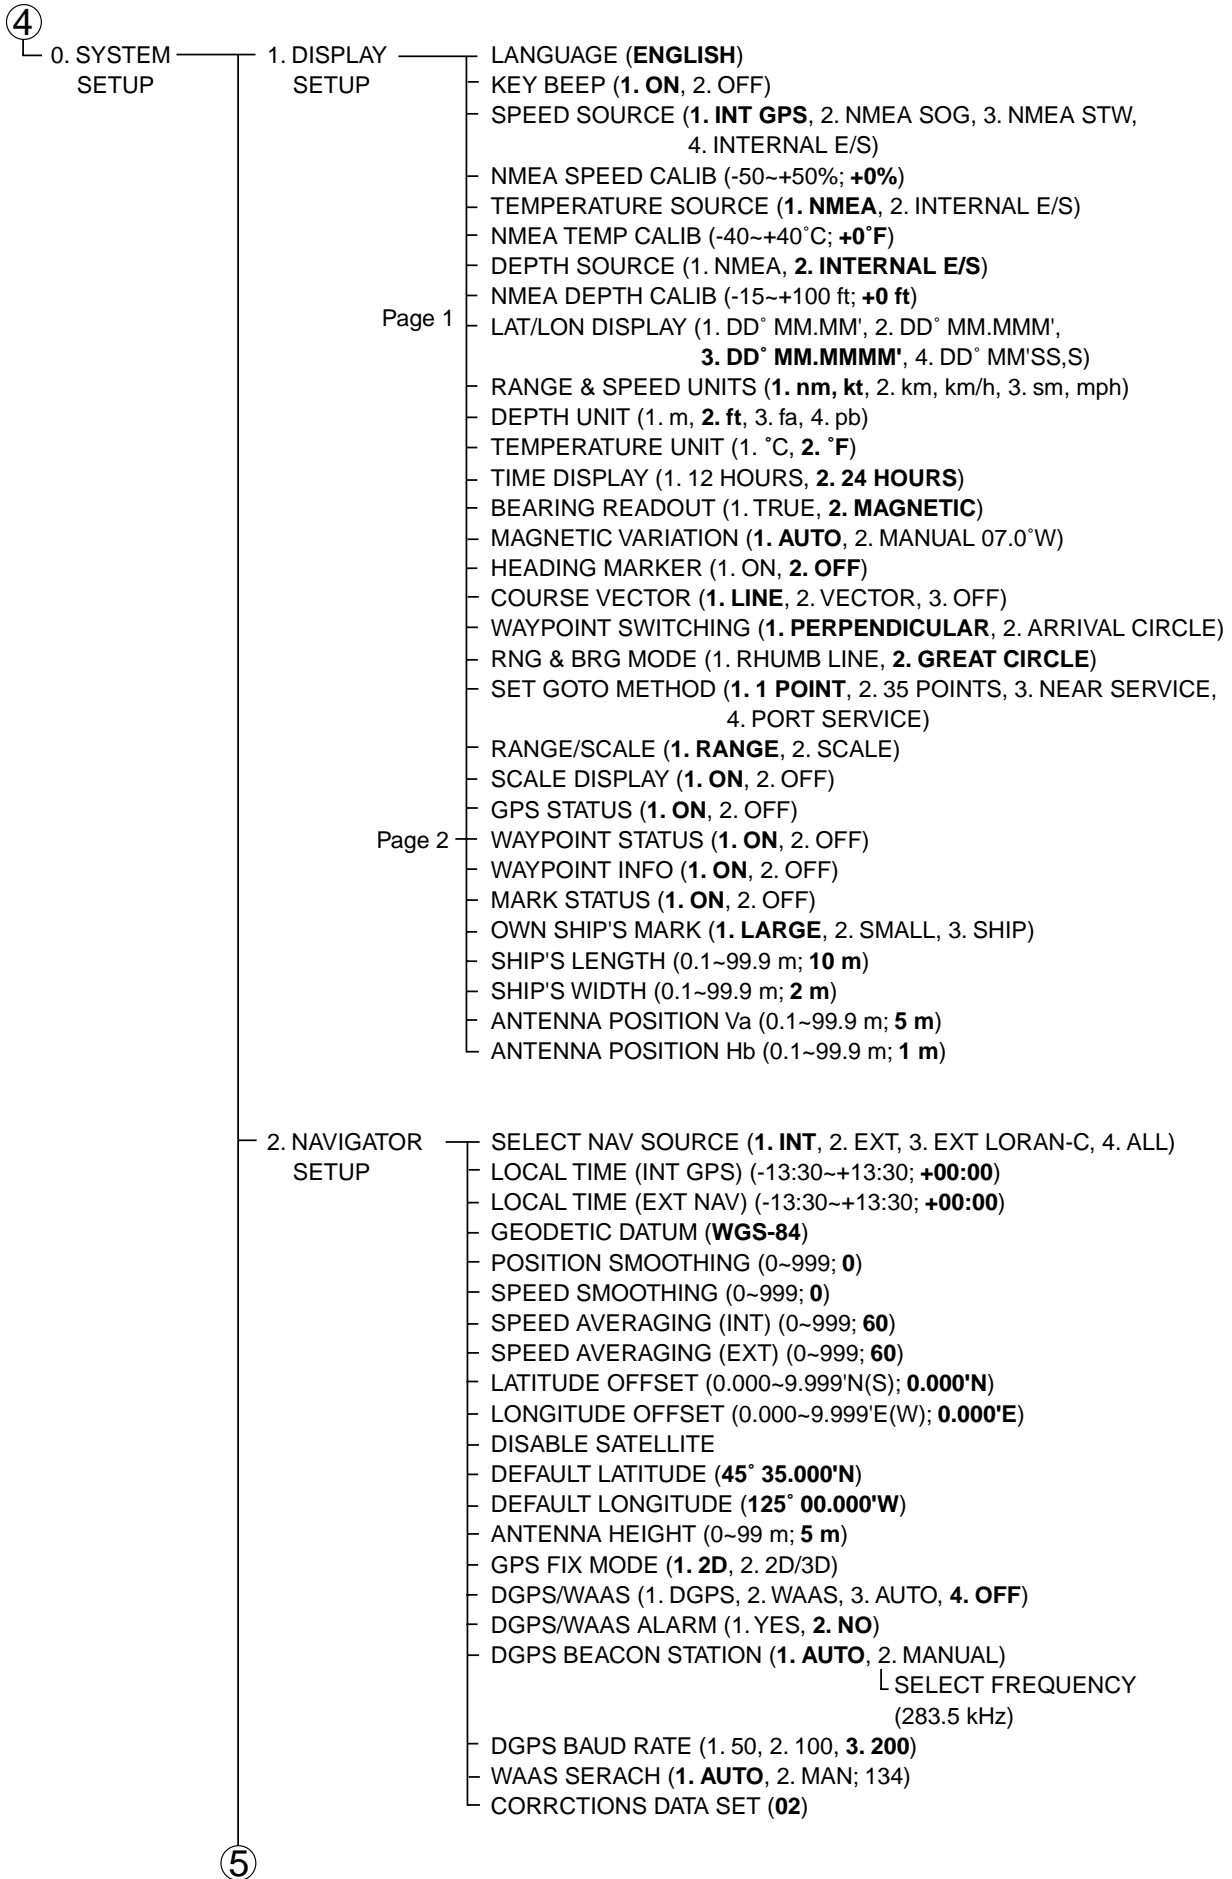 4
0. SYSTEM SETUP
1. DISPLAY SETUP
LANGUAGE (ENGLISH)
KEY BEEP (1. ON, 2. OFF)
SPEED SOURCE (1. INT GPS, 2. NMEA SOG, 3. NMEA STW,
4. INTERNAL E/S)
NMEA SPEED CALIB (-50~+50%; +0%)
TEMPERATURE SOURCE (1. NMEA, 2. INTERNAL E/S)
NMEA TEMP CALIB (-40~+40˚C; +0˚F)
DEPTH SOURCE (1. NMEA, 2. INTERNAL E/S)
NMEA DEPTH CALIB (-15~+100 ft; +0 ft)
Page 1
LAT/LON DISPLAY (1. DD˚ MM.MM', 2. DD˚ MM.MMM',
3. DD˚ MM.MMMM', 4. DD˚ MM'SS,S)
RANGE & SPEED UNITS (1. nm, kt, 2. km, km/h, 3. sm, mph)
DEPTH UNIT (1. m, 2. ft, 3. fa, 4. pb)
TEMPERATURE UNIT (1. ˚C, 2. ˚F)
TIME DISPLAY (1. 12 HOURS, 2. 24 HOURS)
BEARING READOUT (1. TRUE, 2. MAGNETIC)
MAGNETIC VARIATION (1. AUTO, 2. MANUAL 07.0˚W)
HEADING MARKER (1. ON, 2. OFF)
COURSE VECTOR (1. LINE, 2. VECTOR, 3. OFF)
WAYPOINT SWITCHING (1. PERPENDICULAR, 2. ARRIVAL CIRCLE)
RNG & BRG MODE (1. RHUMB LINE, 2. GREAT CIRCLE)
SET GOTO METHOD (1. 1 POINT, 2. 35 POINTS, 3. NEAR SERVICE,
4. PORT SERVICE)
RANGE/SCALE (1. RANGE, 2. SCALE)
SCALE DISPLAY (1. ON, 2. OFF)
GPS STATUS (1. ON, 2. OFF)
Page 2
WAYPOINT STATUS (1. ON, 2. OFF)
WAYPOINT INFO (1. ON, 2. OFF)
MARK STATUS (1. ON, 2. OFF)
OWN SHIP'S MARK (1. LARGE, 2. SMALL, 3. SHIP)
SHIP'S LENGTH (0.1~99.9 m; 10 m)
SHIP'S WIDTH (0.1~99.9 m; 2 m)
ANTENNA POSITION Va (0.1~99.9 m; 5 m)
ANTENNA POSITION Hb (0.1~99.9 m; 1 m)
2. NAVIGATOR SETUP
SELECT NAV SOURCE (1. INT, 2. EXT, 3. EXT LORAN-C, 4. ALL)
LOCAL TIME (INT GPS) (-13:30~+13:30; +00:00)
LOCAL TIME (EXT NAV) (-13:30~+13:30; +00:00)
GEODETIC DATUM (WGS-84)
POSITION SMOOTHING (0~999; 0)
SPEED SMOOTHING (0~999; 0)
SPEED AVERAGING (INT) (0~999; 60)
SPEED AVERAGING (EXT) (0~999; 60)
LATITUDE OFFSET (0.000~9.999'N(S); 0.000'N)
LONGITUDE OFFSET (0.000~9.999'E(W); 0.000'E)
DISABLE SATELLITE
DEFAULT LATITUDE (45˚ 35.000'N)
DEFAULT LONGITUDE (125˚ 00.000'W)
ANTENNA HEIGHT (0~99 m; 5 m)
GPS FIX MODE (1. 2D, 2. 2D/3D)
DGPS/WAAS (1. DGPS, 2. WAAS, 3. AUTO, 4. OFF)
DGPS/WAAS ALARM (1. YES, 2. NO)
DGPS BEACON STATION (1. AUTO, 2. MANUAL)
SELECT FREQUENCY
(283.5 kHz)
DGPS BAUD RATE (1. 50, 2. 100, 3. 200)
WAAS SERACH (1. AUTO, 2. MAN; 134)
CORRCTIONS DATA SET (02)
5